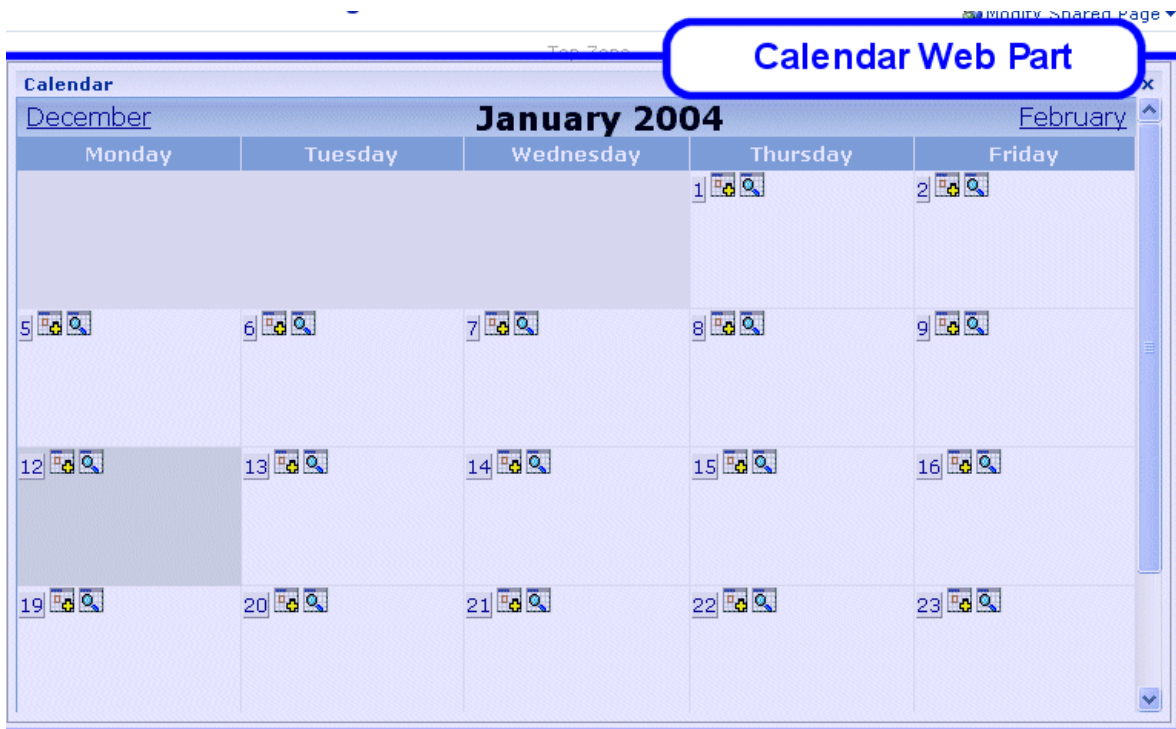 Modify Shared Page
Top Zone
Calendar Web Part
Calendar
December January 2004 February
Monday Tuesday Wednesday Thursday Friday
1 2
5 6 7 8 9
12 13 14 15 16
19 20 21 22 23